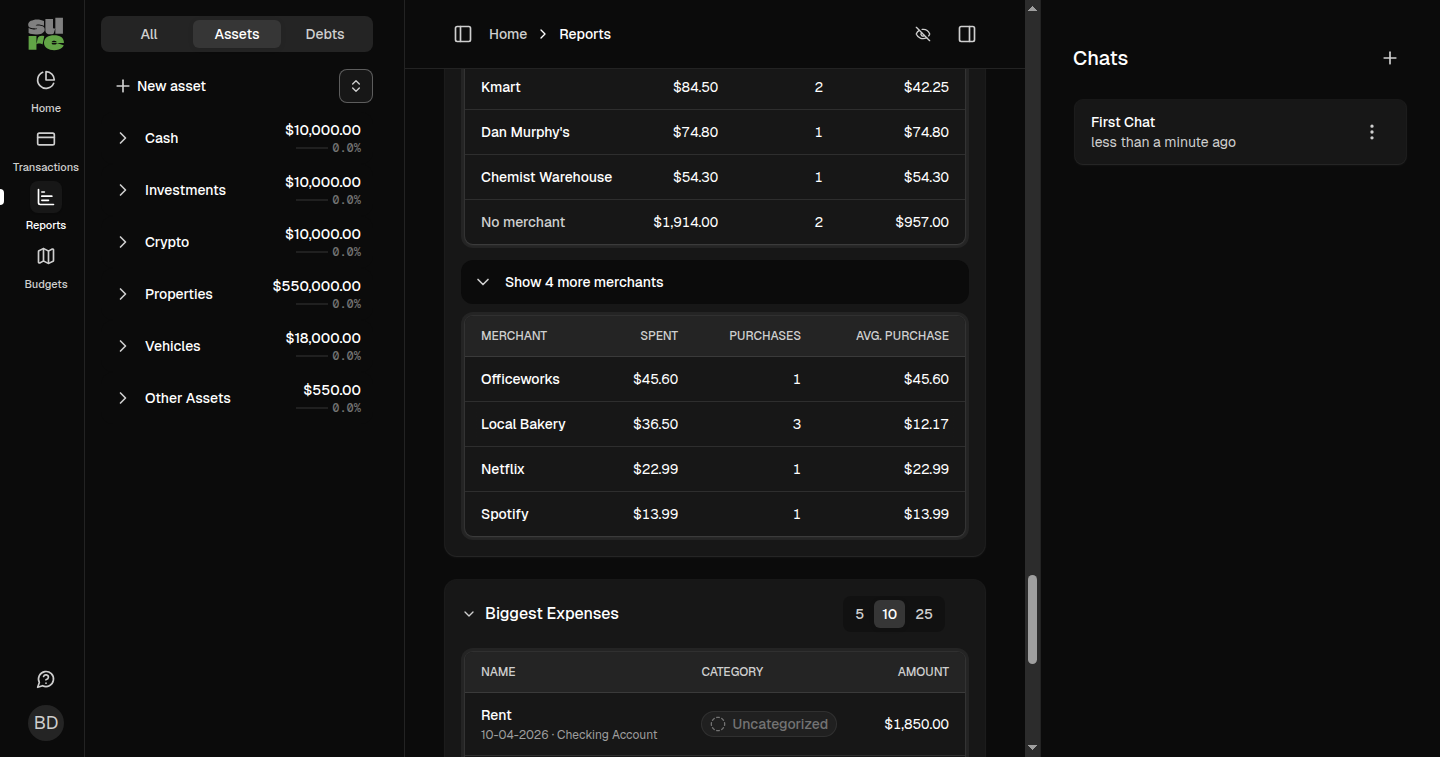 sure
Home
Transactions
Reports
Budgets
BD
All Assets Debts
New asset
Cash $10,000.00
0.0%
Investments $10,000.00
0.0%
Crypto $10,000.00
0.0%
Properties $550,000.00
0.0%
Vehicles $18,000.00
0.0%
Other Assets $550.00
0.0%
Home Reports
Kmart $84.50 2 $42.25
Dan Murphy's $74.80 1 $74.80
Chemist Warehouse $54.30 1 $54.30
No merchant $1,914.00 2 $957.00
Show 4 more merchants
MERCHANT SPENT PURCHASES AVG. PURCHASE
Officeworks $45.60 1 $45.60
Local Bakery $36.50 3 $12.17
Netflix $22.99 1 $22.99
Spotify $13.99 1 $13.99
Biggest Expenses 5 10 25
NAME CATEGORY AMOUNT
Rent Uncategorized $1,850.00
10-04-2026 · Checking Account
Chats
First Chat
less than a minute ago